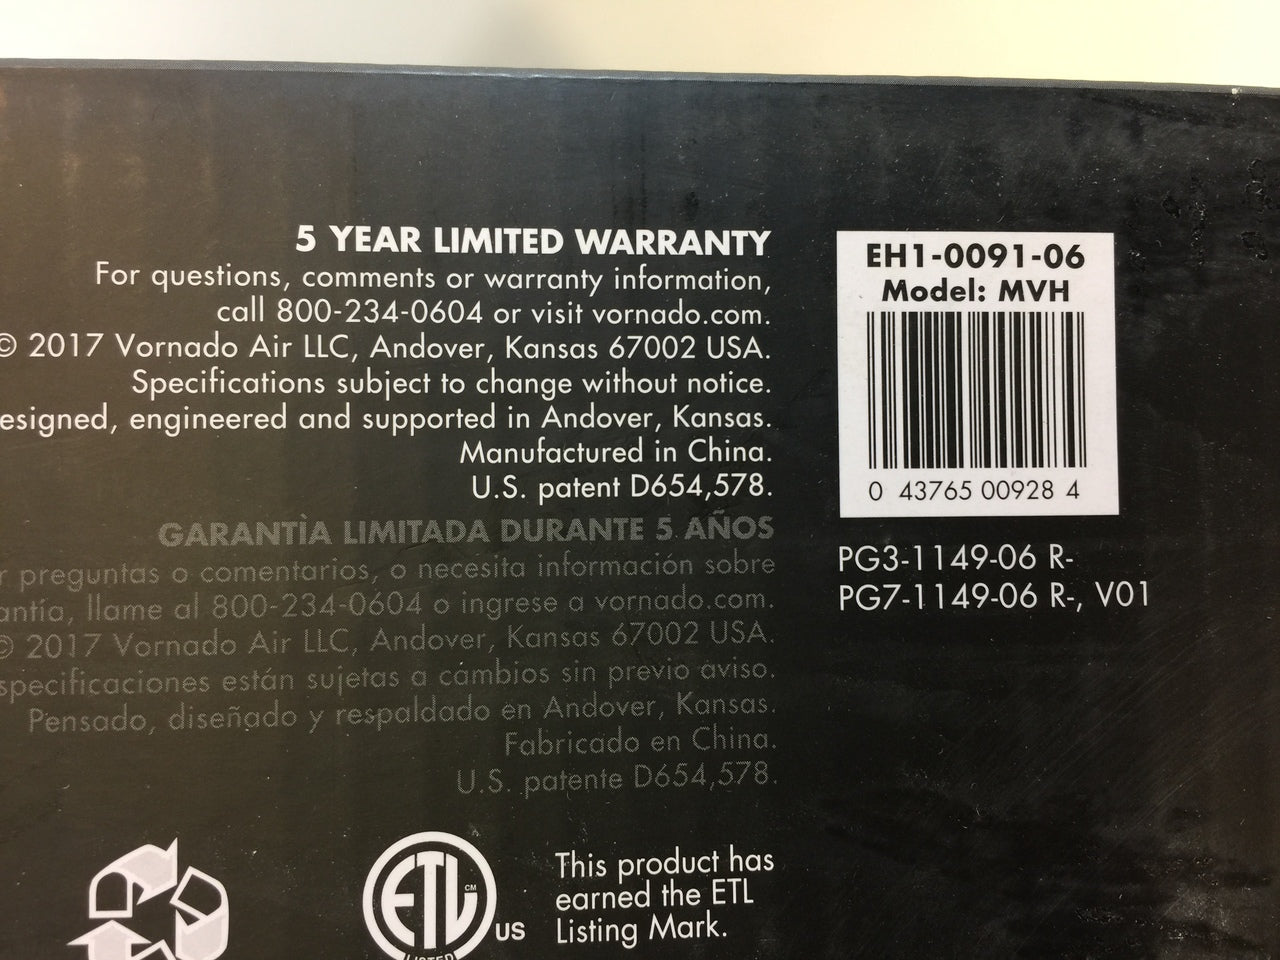 5 YEAR LIMITED WARRANTY
For questions, comments or warranty information,
call 800-234-0604 or visit vornado.com.
© 2017 Vornado Air LLC, Andover, Kansas 67002 USA.
Specifications subject to change without notice.
esigned, engineered and supported in Andover, Kansas.
Manufactured in China.
U.S. patent D654,578.
GARANTÌA LIMITADA DURANTE 5 AÑOS
r preguntas o comentarios, o necesita información sobre
antía, llame al 800-234-0604 o ingrese a vornado.com.
© 2017 Vornado Air LLC, Andover, Kansas 67002 USA.
specificaciones están sujetas a cambios sin previo aviso.
Pensado, diseñado y respaldado en Andover, Kansas.
Fabricado en China.
U.S. patente D654,578.
EH1-0091-06
Model: MVH
0 43765 00928 4
PG3-1149-06 R-
PG7-1149-06 R-, V01
ETL CM
US
LISTED
This product has
earned the ETL
Listing Mark.